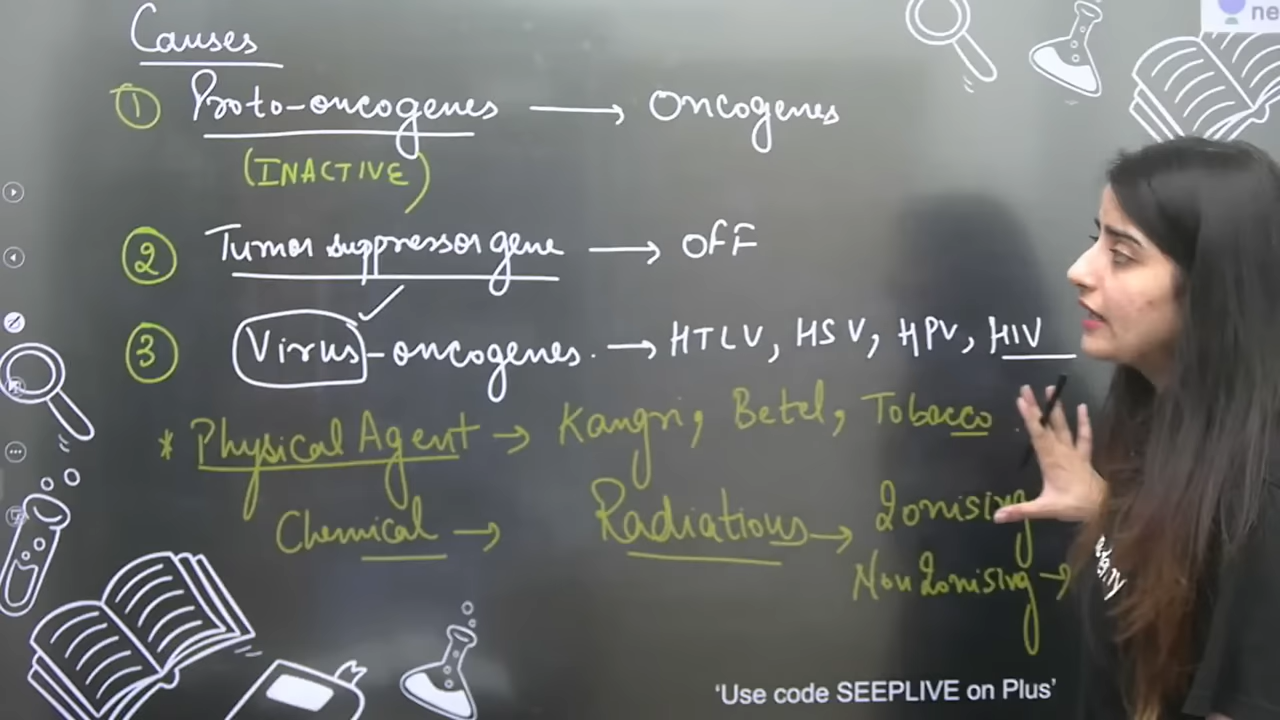 ne
Causes
1 Proto-oncogenes → Oncogenes
(INACTIVE)
2 Tumor suppressor gene → OFF
3 Virus-oncogenes. → HTLV, HSV, HPV, HIV
* Physical Agent → Kangri, Betel, Tobacco.
Chemical → Radiations → Ionising
Non Ionising →
'Use code SEEPLIVE on Plus'